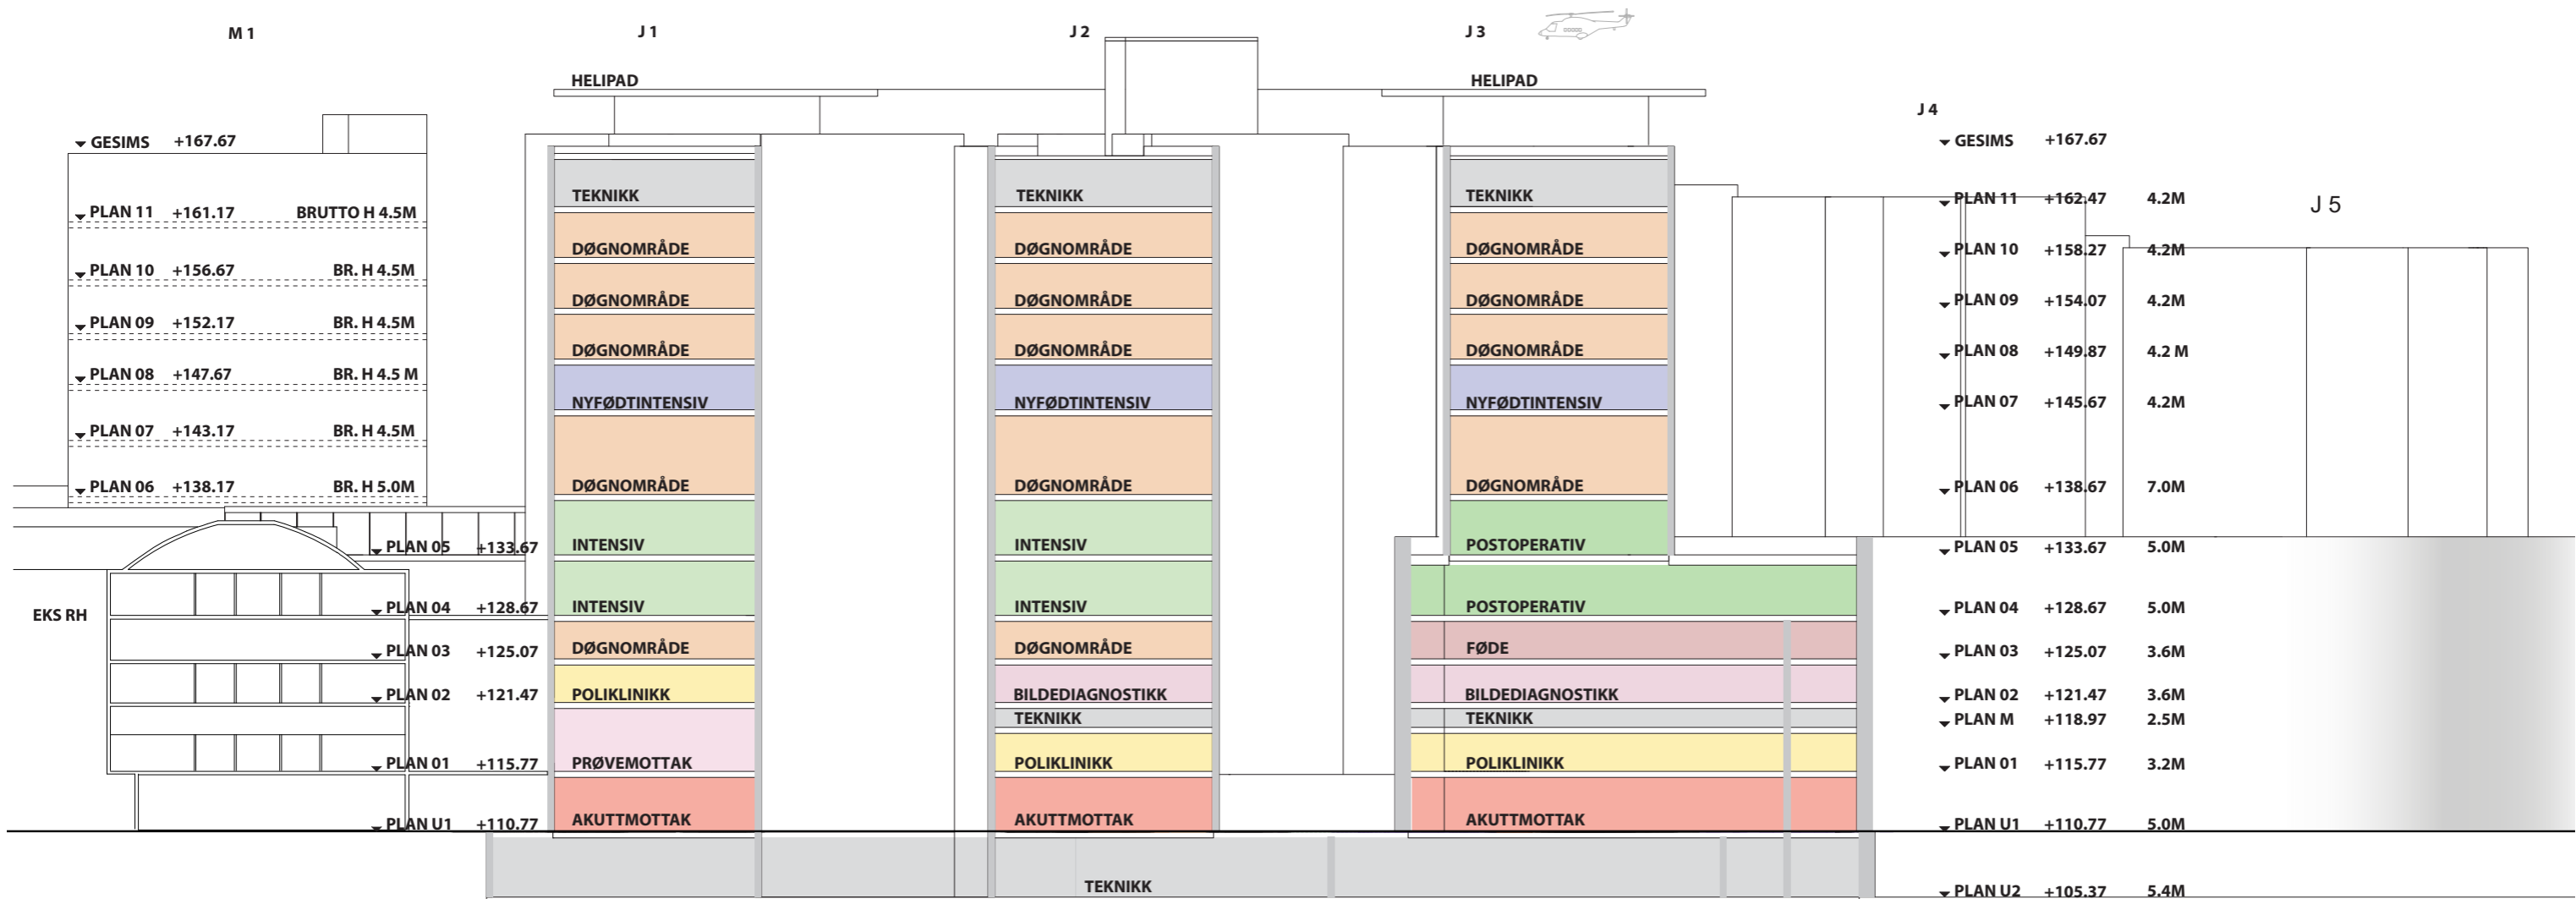 M 1
J 1
J 2
J 3
HELIPAD
HELIPAD
J 4
GESIMS +167.67
GESIMS +167.67
TEKNIKK
TEKNIKK
TEKNIKK
PLAN 11 +162.47 4.2M
J 5
PLAN 11 +161.17 BRUTTO H 4.5M
DØGNOMRÅDE
DØGNOMRÅDE
DØGNOMRÅDE
PLAN 10 +158.27 4.2M
PLAN 10 +156.67 BR. H 4.5M
DØGNOMRÅDE
DØGNOMRÅDE
DØGNOMRÅDE
PLAN 09 +154.07 4.2M
PLAN 09 +152.17 BR. H 4.5M
DØGNOMRÅDE
DØGNOMRÅDE
DØGNOMRÅDE
PLAN 08 +149.87 4.2 M
PLAN 08 +147.67 BR. H 4.5 M
NYFØDTINTENSIV
NYFØDTINTENSIV
NYFØDTINTENSIV
PLAN 07 +145.67 4.2M
PLAN 07 +143.17 BR. H 4.5M
PLAN 06 +138.17 BR. H 5.0M
DØGNOMRÅDE
DØGNOMRÅDE
DØGNOMRÅDE
PLAN 06 +138.67 7.0M
PLAN 05 +133.67
INTENSIV
INTENSIV
POSTOPERATIV
PLAN 05 +133.67 5.0M
EKS RH
PLAN 04 +128.67
INTENSIV
INTENSIV
POSTOPERATIV
PLAN 04 +128.67 5.0M
PLAN 03 +125.07
DØGNOMRÅDE
DØGNOMRÅDE
FØDE
PLAN 03 +125.07 3.6M
PLAN 02 +121.47
POLIKLINIKK
BILDEDIAGNOSTIKK
BILDEDIAGNOSTIKK
PLAN 02 +121.47 3.6M
TEKNIKK
TEKNIKK
PLAN M +118.97 2.5M
PLAN 01 +115.77
PRØVEMOTTAK
POLIKLINIKK
POLIKLINIKK
PLAN 01 +115.77 3.2M
PLAN U1 +110.77
AKUTTMOTTAK
AKUTTMOTTAK
AKUTTMOTTAK
PLAN U1 +110.77 5.0M
TEKNIKK
PLAN U2 +105.37 5.4M